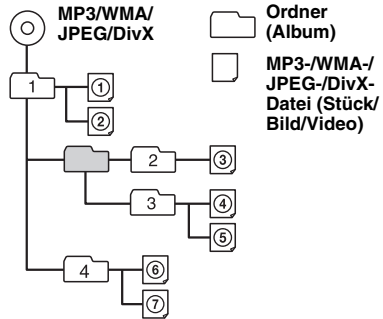 MP3/WMA/
JPEG/DivX
Ordner
(Album)
MP3-/WMA-/
JPEG-/DivX-
Datei (Stück/
Bild/Video)
1
①
②
2
③
3
④
⑤
4
⑥
⑦